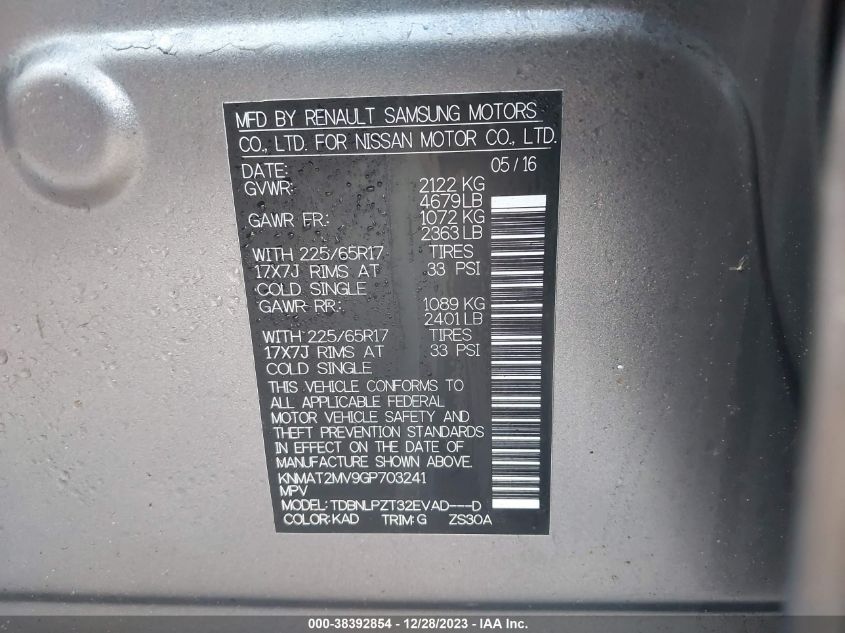 MFD BY RENAULT SAMSUNG MOTORS
CO., LTD. FOR NISSAN MOTOR CO., LTD.
DATE: 05/16
GVWR: 2122 KG
4679LB
GAWR FR: 1072 KG
2363 LB
WITH 225/65R17 TIRES
17X7J RIMS AT 33 PSI
COLD SINGLE
GAWR RR: 1089 KG
2401LB
WITH 225/65R17 TIRES
17X7J RIMS AT 33 PSI
COLD SINGLE
THIS VEHICLE CONFORMS TO
ALL APPLICABLE FEDERAL
MOTOR VEHICLE SAFETY AND
THEFT PREVENTION STANDARDS
IN EFFECT ON THE DATE OF
MANUFACTURE SHOWN ABOVE.
KNMAT2MV9GP703241
MPV
MODEL: TDBNLPZT32EVAD---D
COLOR: KAD TRIM: G ZS30A
000-38392854 / 12/28/2023 - © IAA Inc.